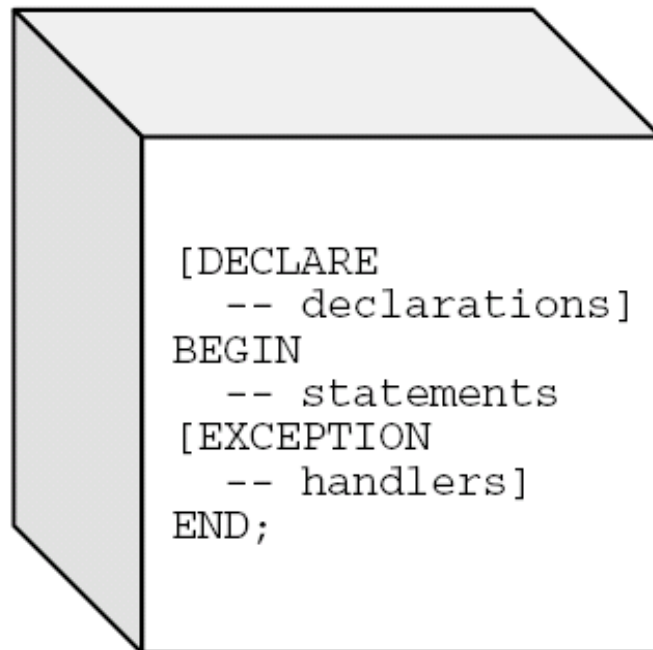 [DECLARE
-- declarations]
BEGIN
-- statements
[EXCEPTION
-- handlers]
END;